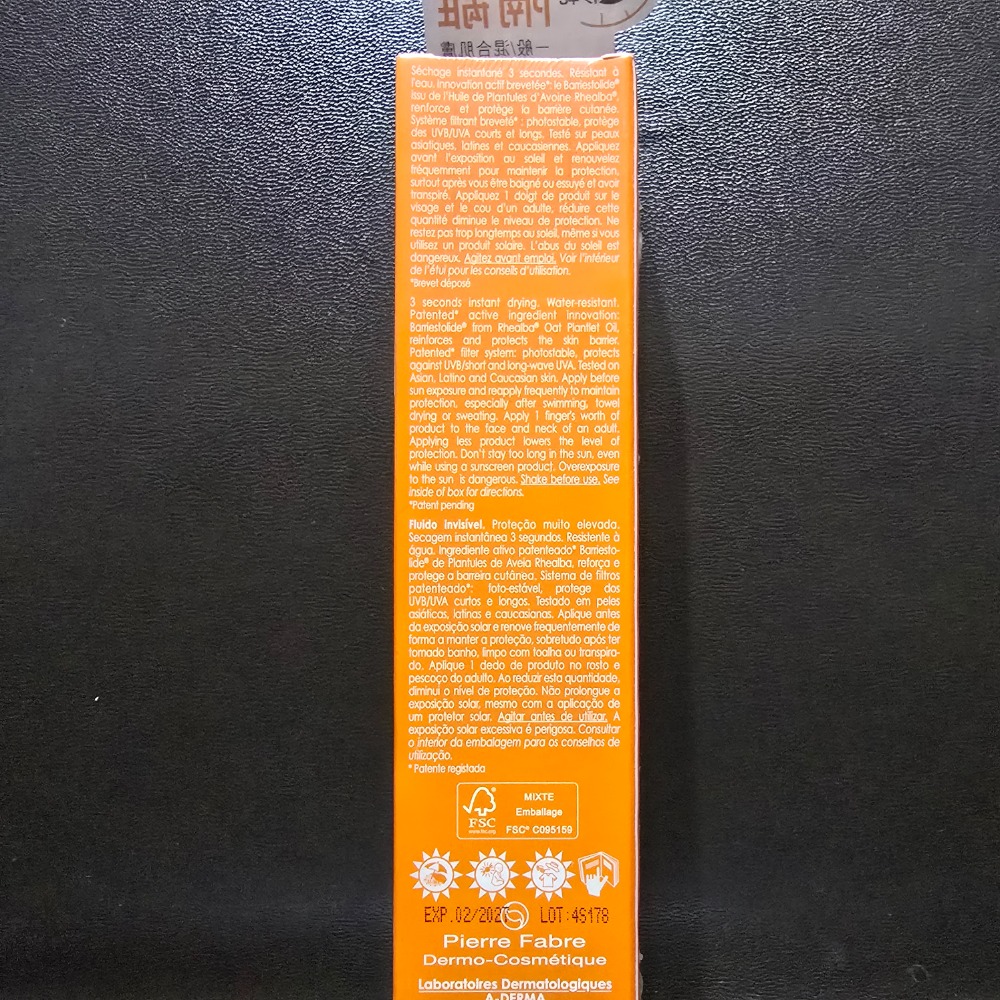 一般/混合肌膚
Séchage instantané 3 secondes. Résistant à
l'eau. Innovation actif brevetée*: le Barriestolide®
issu de l'Huile de Plantules d'Avoine Rhealba®,
renforce et protège la barrière cutanée.
Système filtrant breveté* : photostable, protège
des UVB/UVA courts et longs. Testé sur peaux
asiatiques, latines et caucasiennes. Appliquez
avant l'exposition au soleil et renouvelez
fréquemment pour maintenir la protection,
surtout après vous être baigné ou essuyé et avoir
transpiré. Appliquez 1 doigt de produit sur le
visage et le cou d'un adulte, réduire cette
quantité diminue le niveau de protection. Ne
restez pas trop longtemps au soleil, même si vous
utilisez un produit solaire. L'abus du soleil est
dangereux. Agitez avant emploi. Voir l'intérieur
de l'étui pour les conseils d'utilisation.
*Brevet déposé
3 seconds instant drying. Water-resistant.
Patented* active ingredient innovation:
Barriestolide® from Rhealba® Oat Plantlet Oil,
reinforces and protects the skin barrier.
Patented* filter system: photostable, protects
against UVB/short and long-wave UVA. Tested on
Asian, Latino and Caucasian skin. Apply before
sun exposure and reapply frequently to maintain
protection, especially after swimming, towel
drying or sweating. Apply 1 finger's worth of
product to the face and neck of an adult.
Applying less product lowers the level of
protection. Don't stay too long in the sun, even
while using a sunscreen product. Overexposure
to the sun is dangerous. Shake before use. See
inside of box for directions.
*Patent pending
Fluido invisível. Proteção muito elevada.
Secagem instantânea 3 segundos. Resistente à
água. Ingrediente ativo patenteado* Barriesto-
lide® de Plantules de Aveia Rhealba, reforça e
protege a barreira cutânea. Sistema de filtros
patenteado*: foto-estável, protege dos
UVB/UVA curtos e longos. Testado em peles
asiáticas, latinas e caucasianas. Aplique antes
da exposição solar e renove frequentemente de
forma a manter a proteção, sobretudo após ter
tomado banho, limpo com toalha ou transpira-
do. Aplique 1 dedo de produto no rosto e
pescoço do adulto. Ao reduzir esta quantidade,
diminui o nível de proteção. Não prolongue a
exposição solar, mesmo com a aplicação de
um protetor solar. Agitar antes de utilizar. A
exposição solar excessiva é perigosa. Consultar
o interior da embalagem para os conselhos de
utilização.
* Patente registada
MIXTE
Emballage
FSC
www.fsc.org
FSC® C095159
EXP.02/2027 LOT:4S178
Pierre Fabre
Dermo-Cosmétique
Laboratoires Dermatologiques
A-DERMA